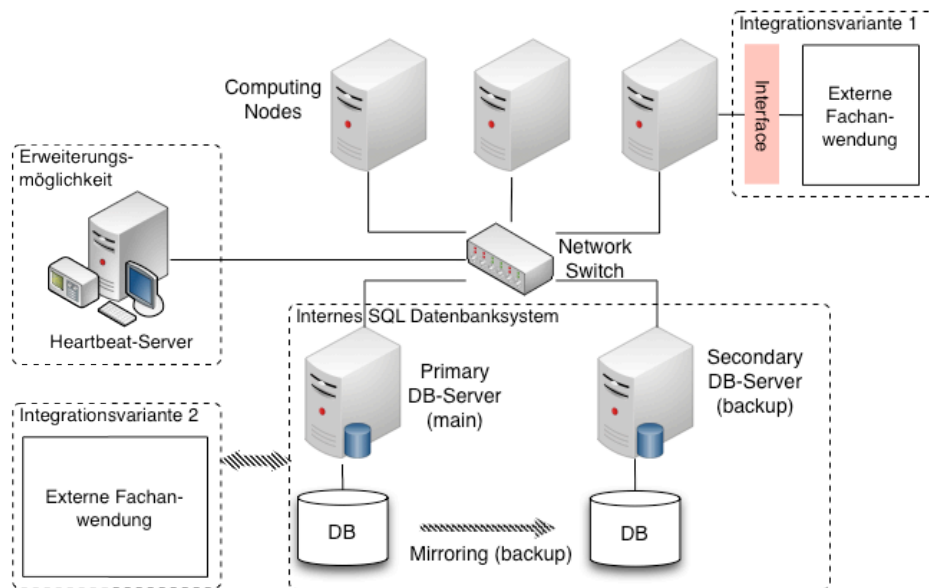 Integrationsvariante 1
Interface
Externe
Fachan-
wendung
Computing
Nodes
Erweiterungs-
möglichkeit
Heartbeat-Server
Network
Switch
Internes SQL Datenbanksystem
Primary
DB-Server
(main)
Secondary
DB-Server
(backup)
Integrationsvariante 2
Externe Fachan-
wendung
DB
Mirroring (backup)
DB